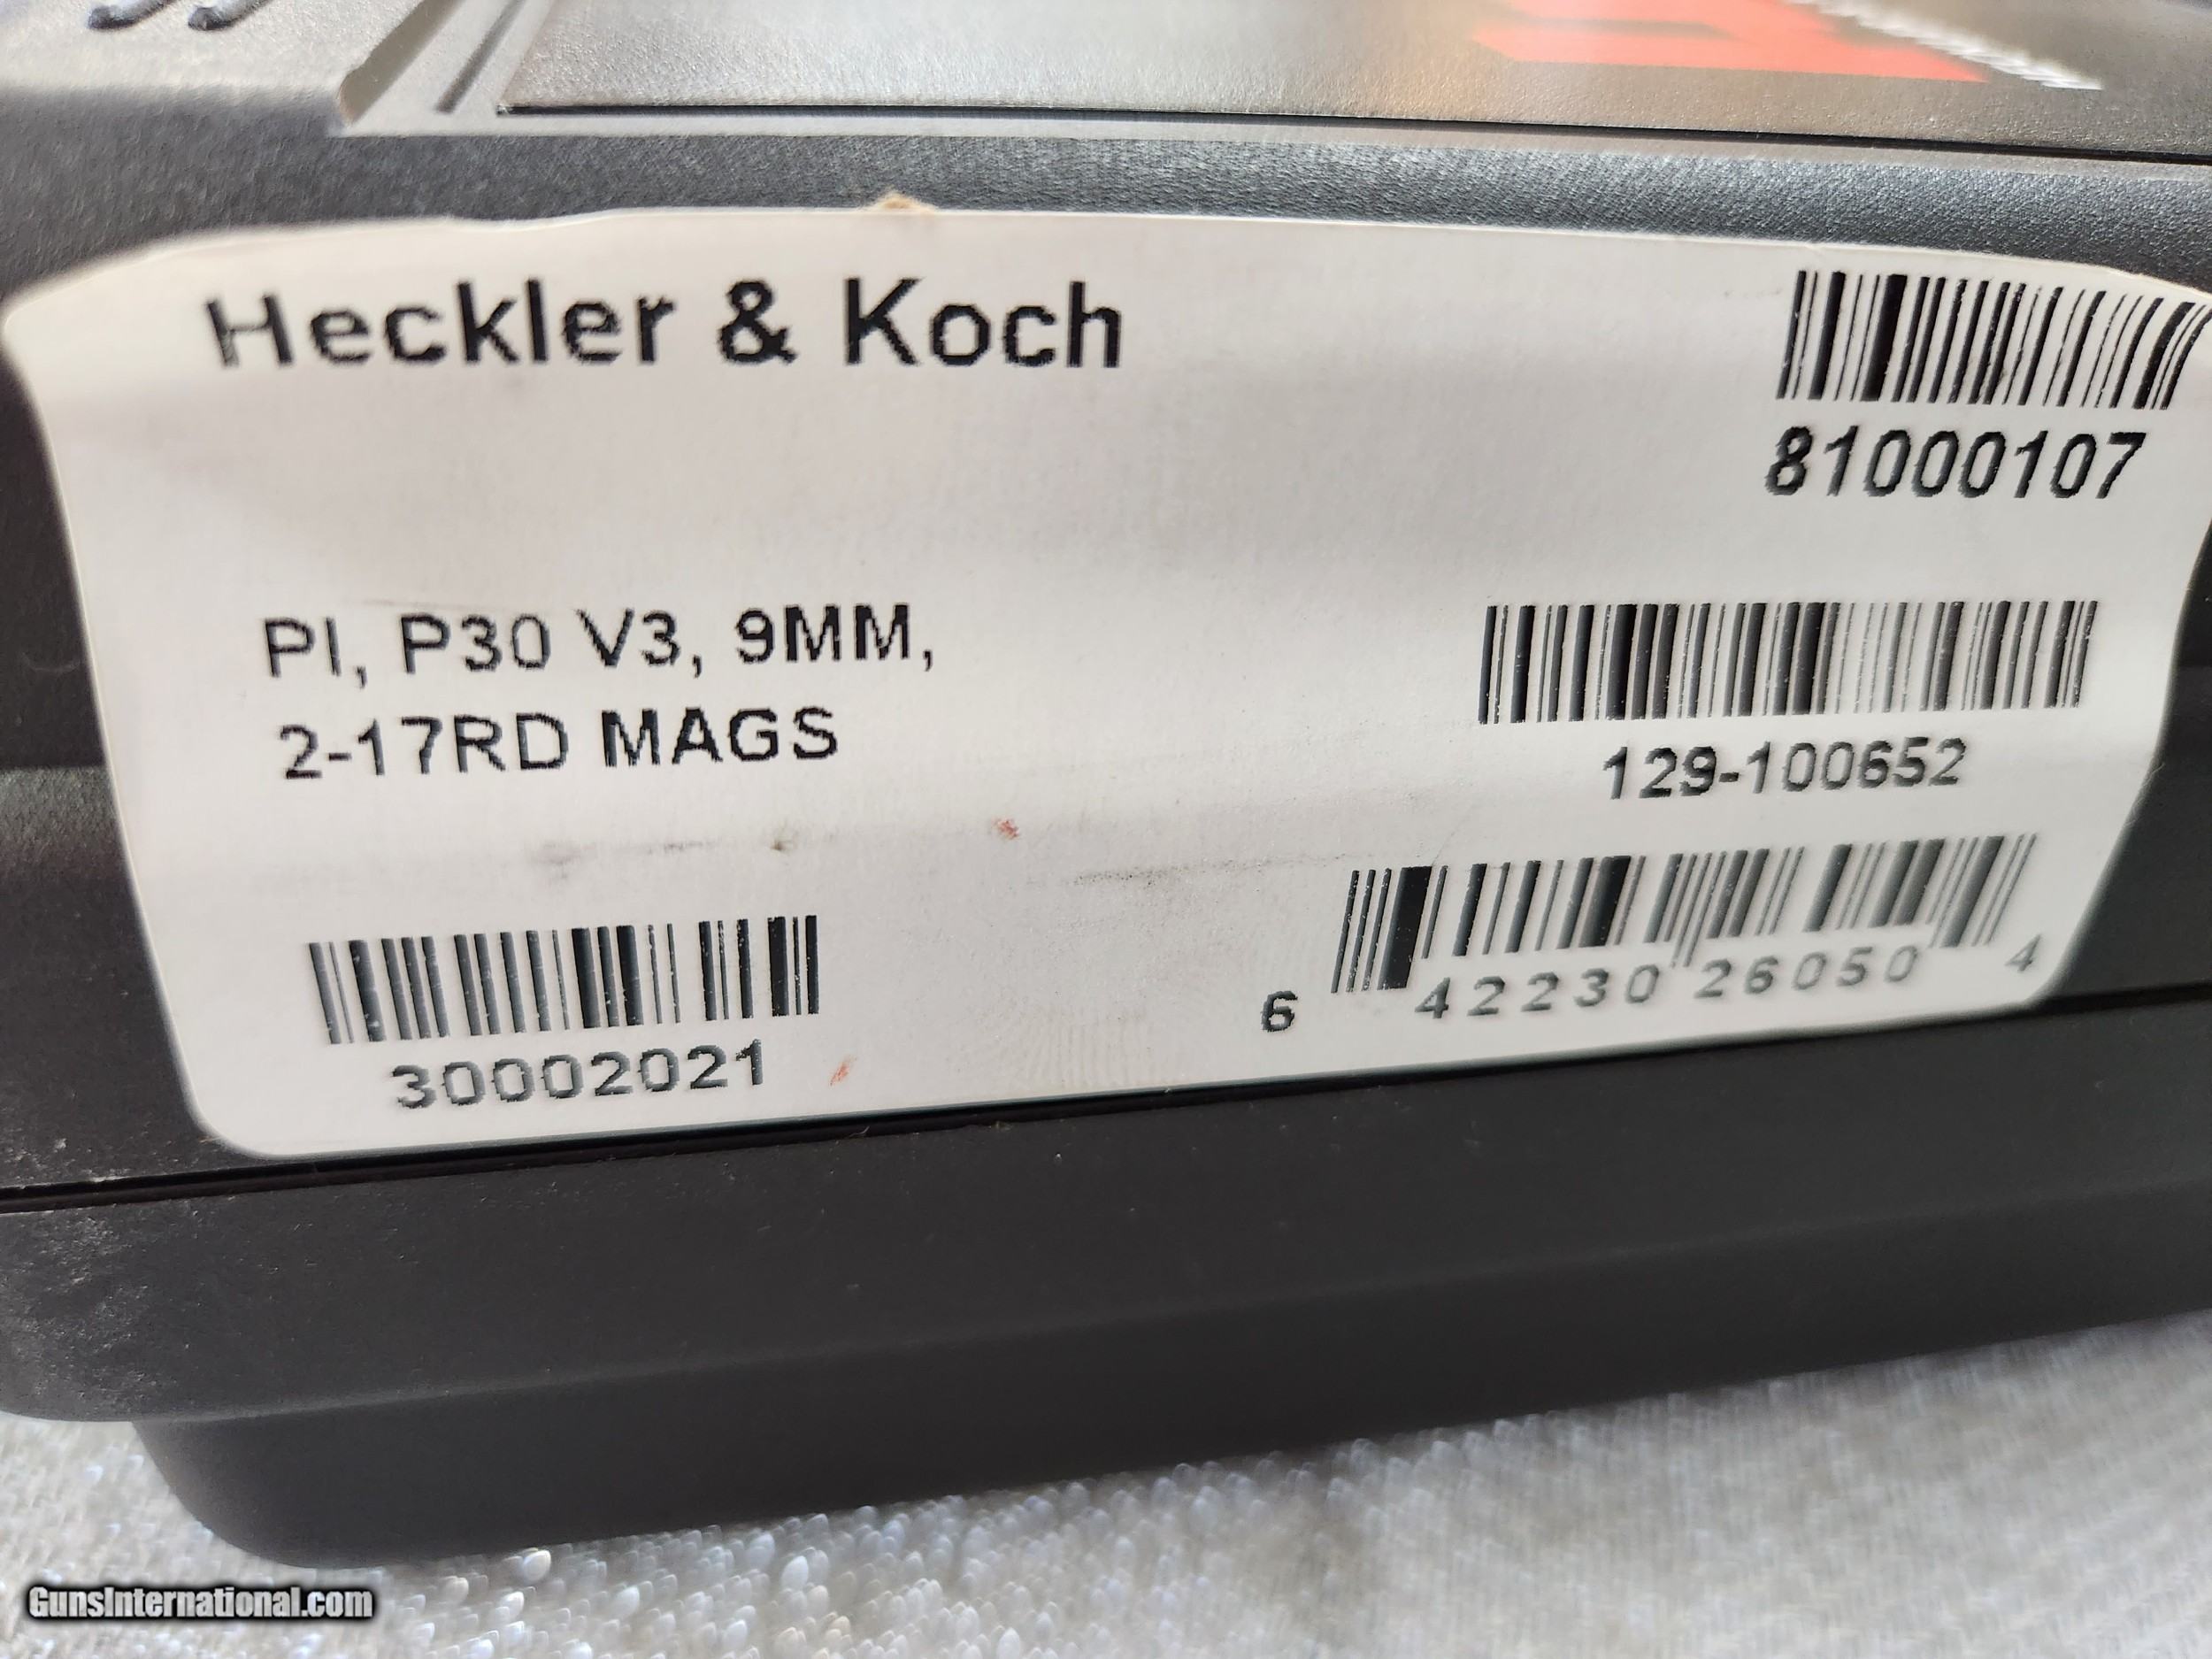 Heckler & Koch
81000107
PI, P30 V3, 9MM,
2-17RD MAGS
129-100652
30002021
6 42230 26050 4
GunsInternational.com